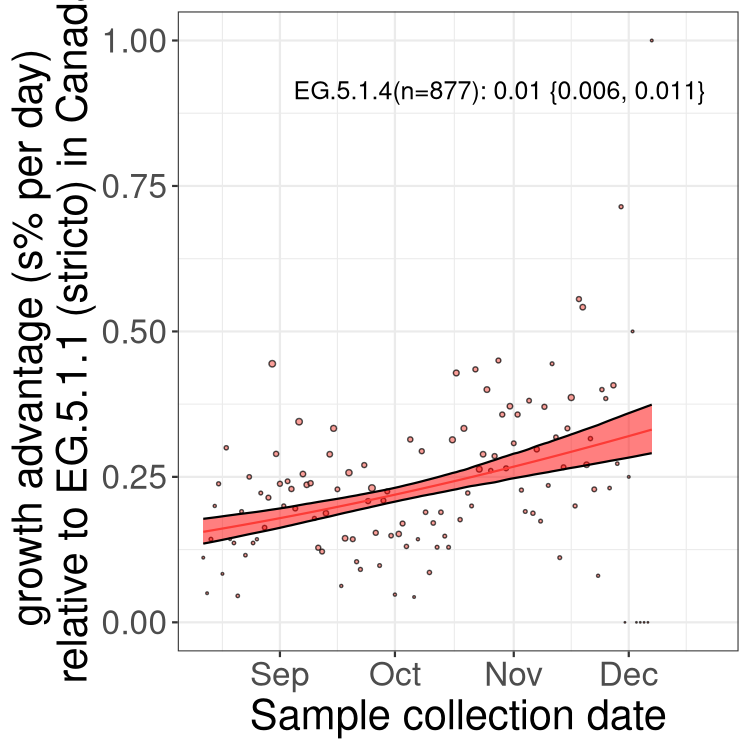 growth advantage (s% per day)
relative to EG.5.1.1 (stricto) in Canada
1.00
0.75
0.50
0.25
0.00
EG.5.1.4(n=877): 0.01 {0.006, 0.011}
Sep Oct Nov Dec
Sample collection date